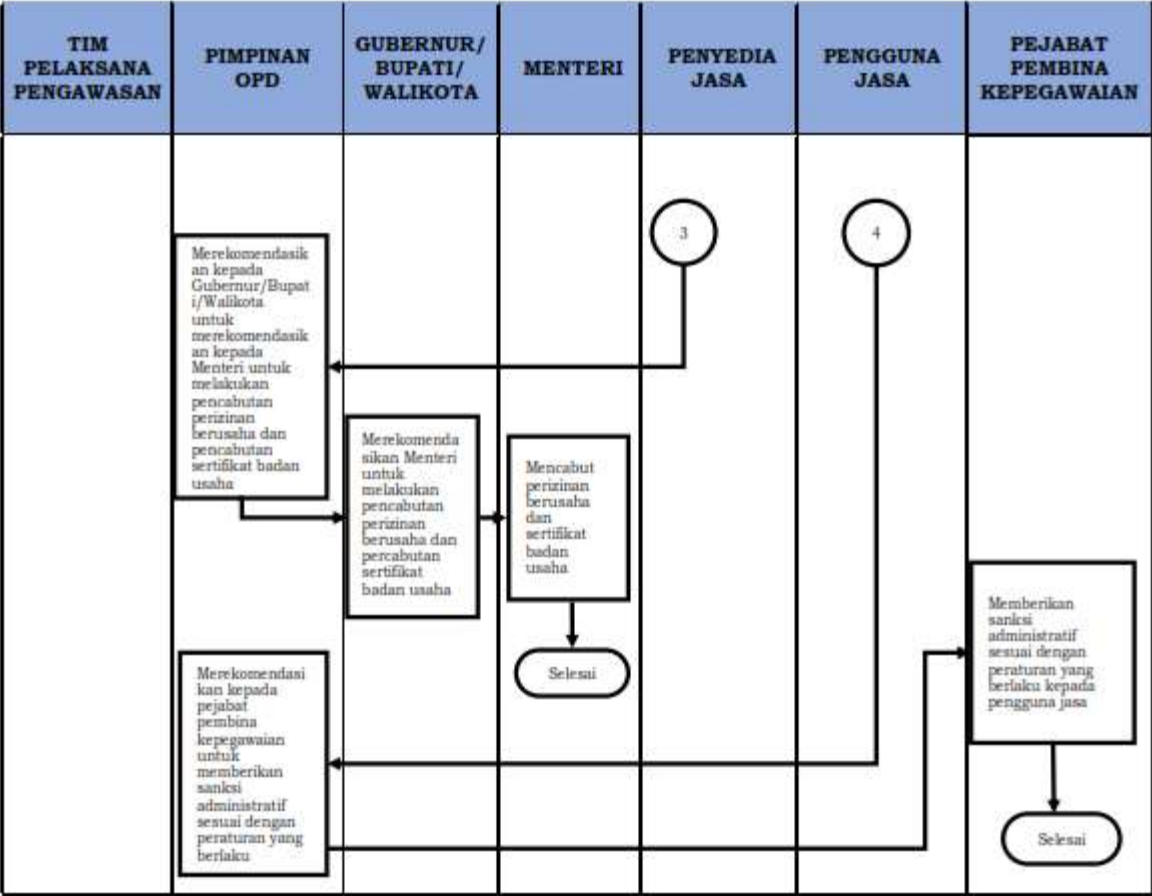 TIM
PELAKSANA
PENGAWASAN
PIMPINAN
OPD
GUBERNUR/
BUPATI/
WALIKOTA
MENTERI
PENYEDIA
JASA
PENGGUNA
JASA
PEJABAT
PEMBINA
KEPEGAWAIAN
3
4
Merekomendasik
an kepada
Gubernur/Bupat
i/Walikota
untuk
merekomendasik
an kepada
Menteri untuk
melakukan
pencabutan
perizinan
berusaha dan
pencabutan
sertifikat badan
usaha
Merekomenda
sikan Menteri
untuk
melakukan
pencabutan
perizinan
berusaha dan
percabutan
sertifikat
badan usaha
Mencabut
perizinan
berusaha
dan
sertifikat
badan
usaha
Selesai
Merekomendasi
kan kepada
pejabat
pembina
kepegawaian
untuk
memberikan
sanksi
administratif
sesuai dengan
peraturan yang
berlaku
Memberikan
sanksi
administratif
sesuai dengan
peraturan yang
berlaku kepada
pengguna jasa
Selesai